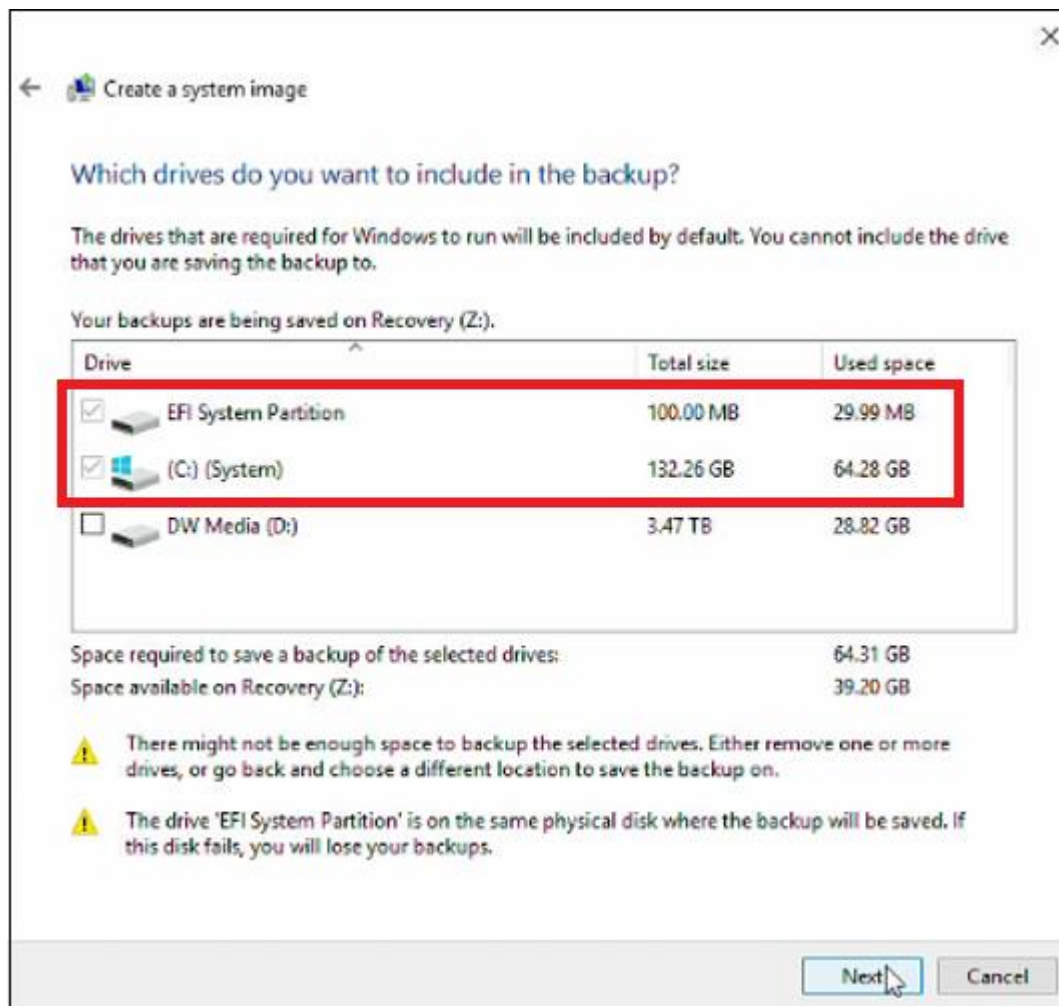 Create a system image
Which drives do you want to include in the backup?
The drives that are required for Windows to run will be included by default. You cannot include the drive
that you are saving the backup to.
Your backups are being saved on Recovery (Z:).
Drive Total size Used space
EFI System Partition 100.00 MB 29.99 MB
(C:) (System) 132.26 GB 64.28 GB
DW Media (D:) 3.47 TB 28.82 GB
Space required to save a backup of the selected drives: 64.31 GB
Space available on Recovery (Z:): 39.20 GB
There might not be enough space to backup the selected drives. Either remove one or more
drives, or go back and choose a different location to save the backup on.
The drive 'EFI System Partition' is on the same physical disk where the backup will be saved. If
this disk fails, you will lose your backups.
Next Cancel